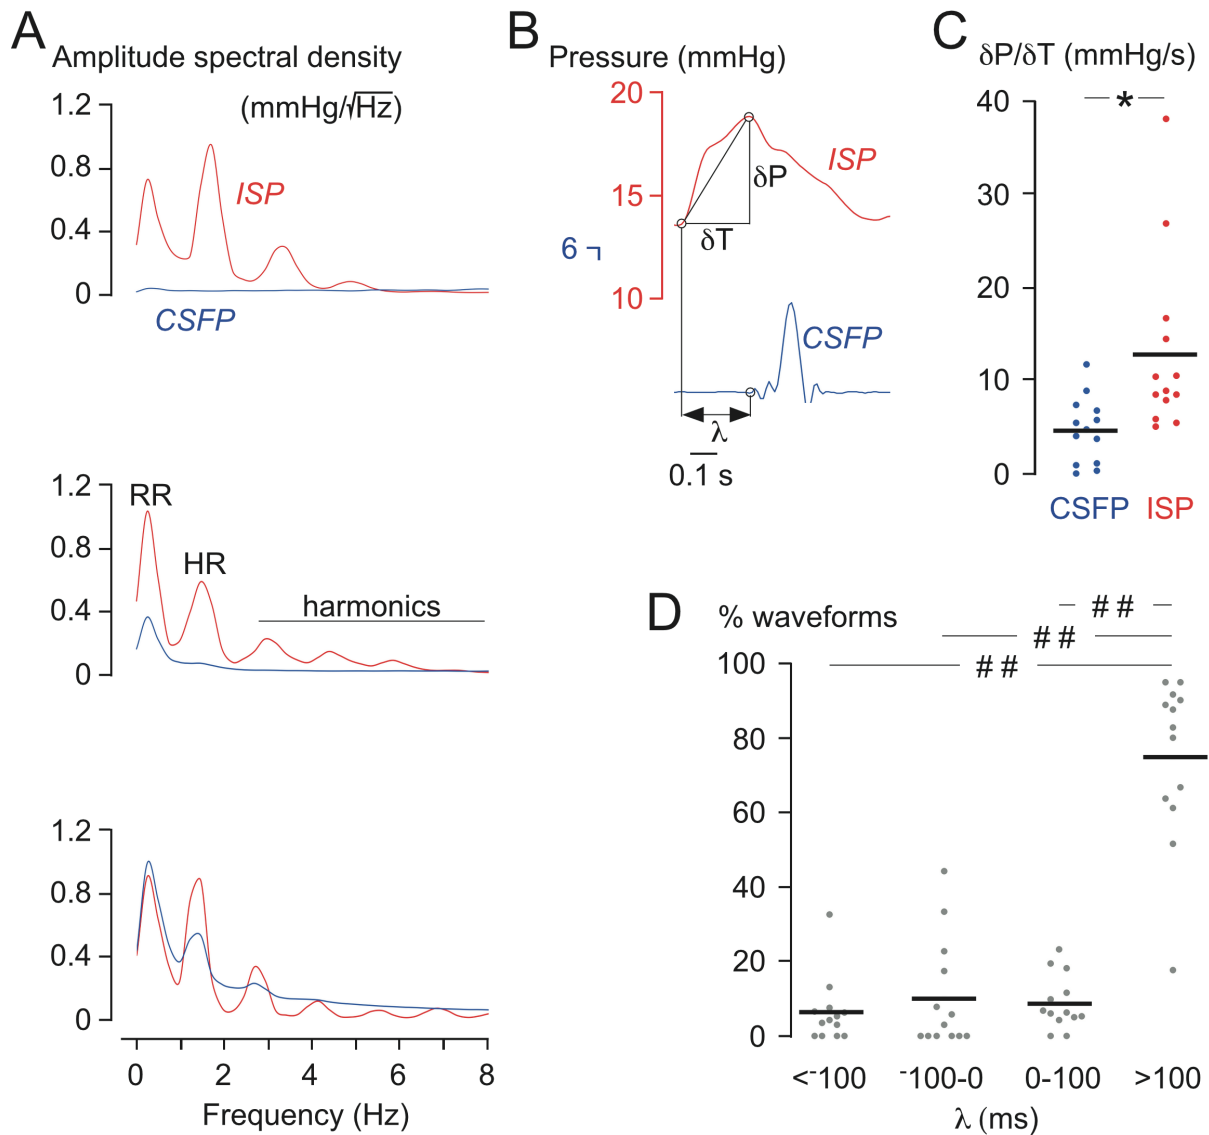 A
Amplitude spectral density
(mmHg/√Hz)
1.2
0.8
0.4
0
ISP
CSFP
1.2
0.8
0.4
0
RR
HR
harmonics
1.2
0.8
0.4
0
0 2 4 6 8
Frequency (Hz)
B
Pressure (mmHg)
20
15
10
6
ISP
δP
δT
CSFP
λ
0.1 s
C
δP/δT (mmHg/s)
*
40
30
20
10
0
CSFP ISP
D
% waveforms
##
##
##
100
80
60
40
20
0
<-100 -100-0 0-100 >100
λ (ms)